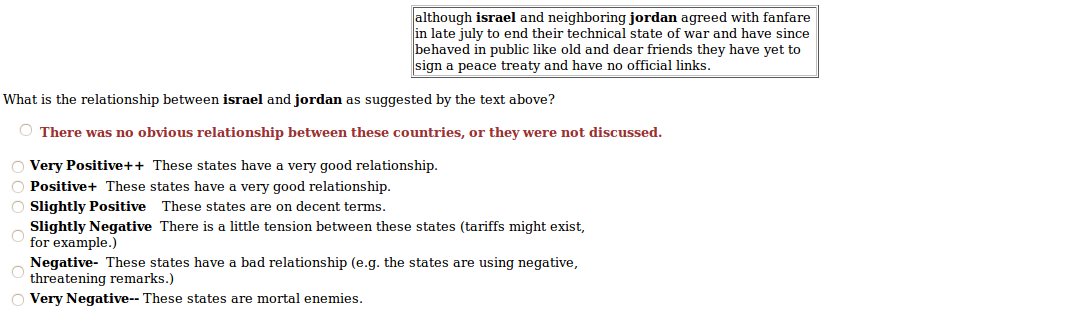 although israel and neighboring jordan agreed with fanfare
in late july to end their technical state of war and have since
behaved in public like old and dear friends they have yet to
sign a peace treaty and have no official links.
What is the relationship between israel and jordan as suggested by the text above?
There was no obvious relationship between these countries, or they were not discussed.
Very Positive++ These states have a very good relationship.
Positive+ These states have a very good relationship.
Slightly Positive These states are on decent terms.
Slightly Negative There is a little tension between these states (tariffs might exist,
for example.)
Negative- These states have a bad relationship (e.g. the states are using negative,
threatening remarks.)
Very Negative-- These states are mortal enemies.